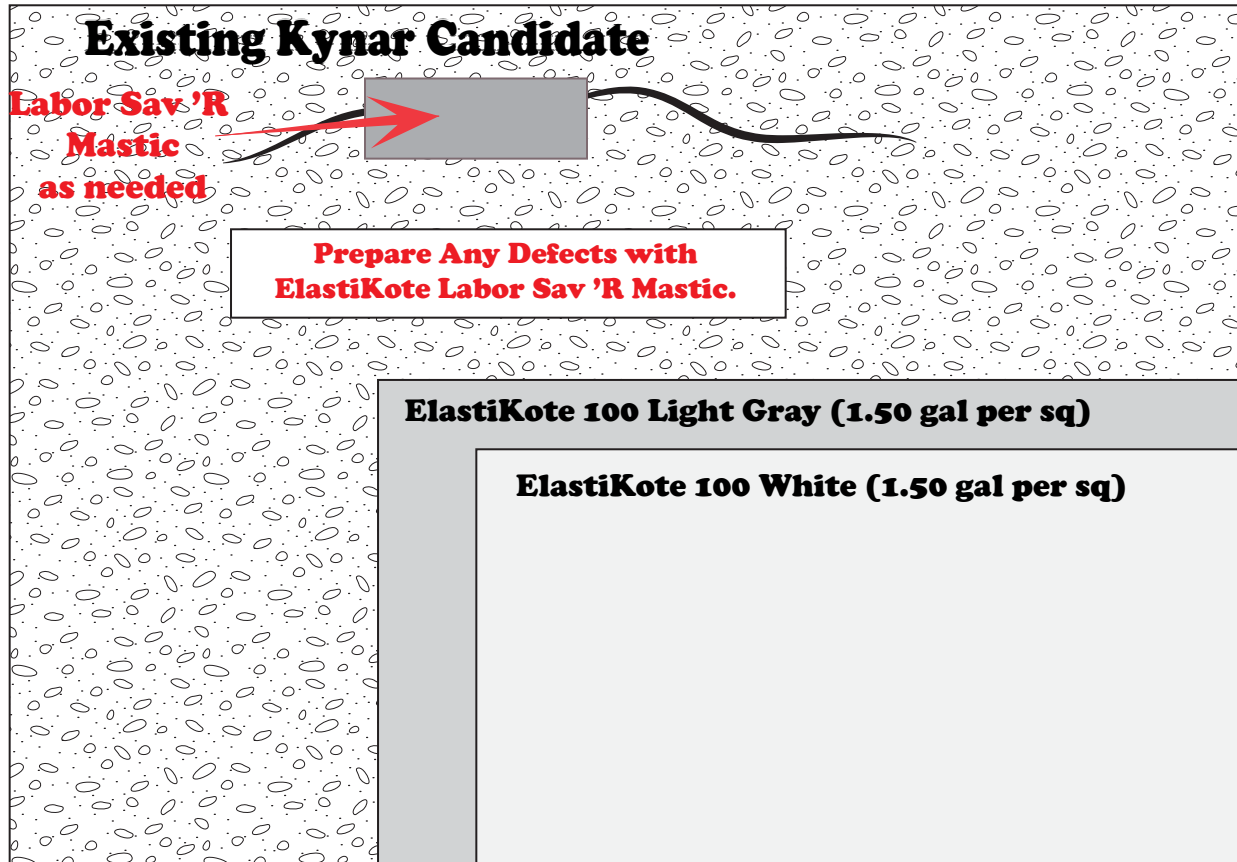 Existing Kynar Candidate
Labor Sav ’R
Mastic
as needed
Prepare Any Defects with
ElastiKote Labor Sav ’R Mastic.
ElastiKote 100 Light Gray (1.50 gal per sq)
ElastiKote 100 White (1.50 gal per sq)